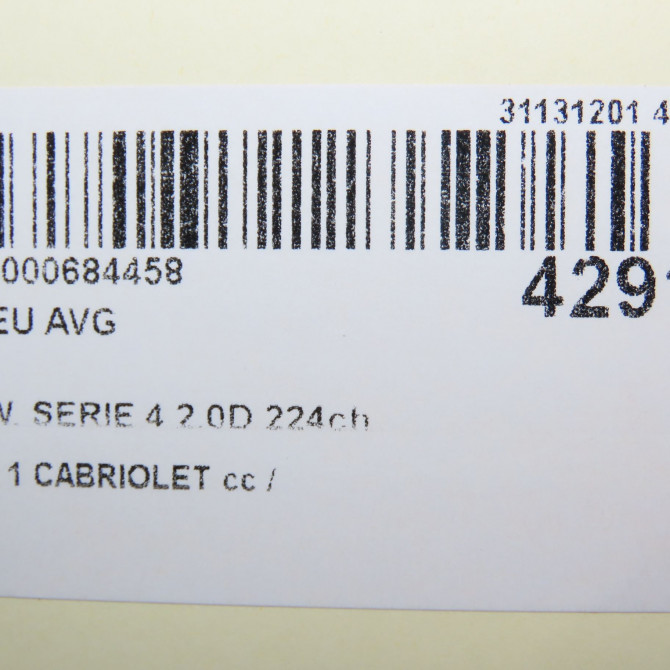 31131201 4
000684458
4291
EU AVG
W. SERIE 4 2.0D 224ch
1 CABRIOLET cc /